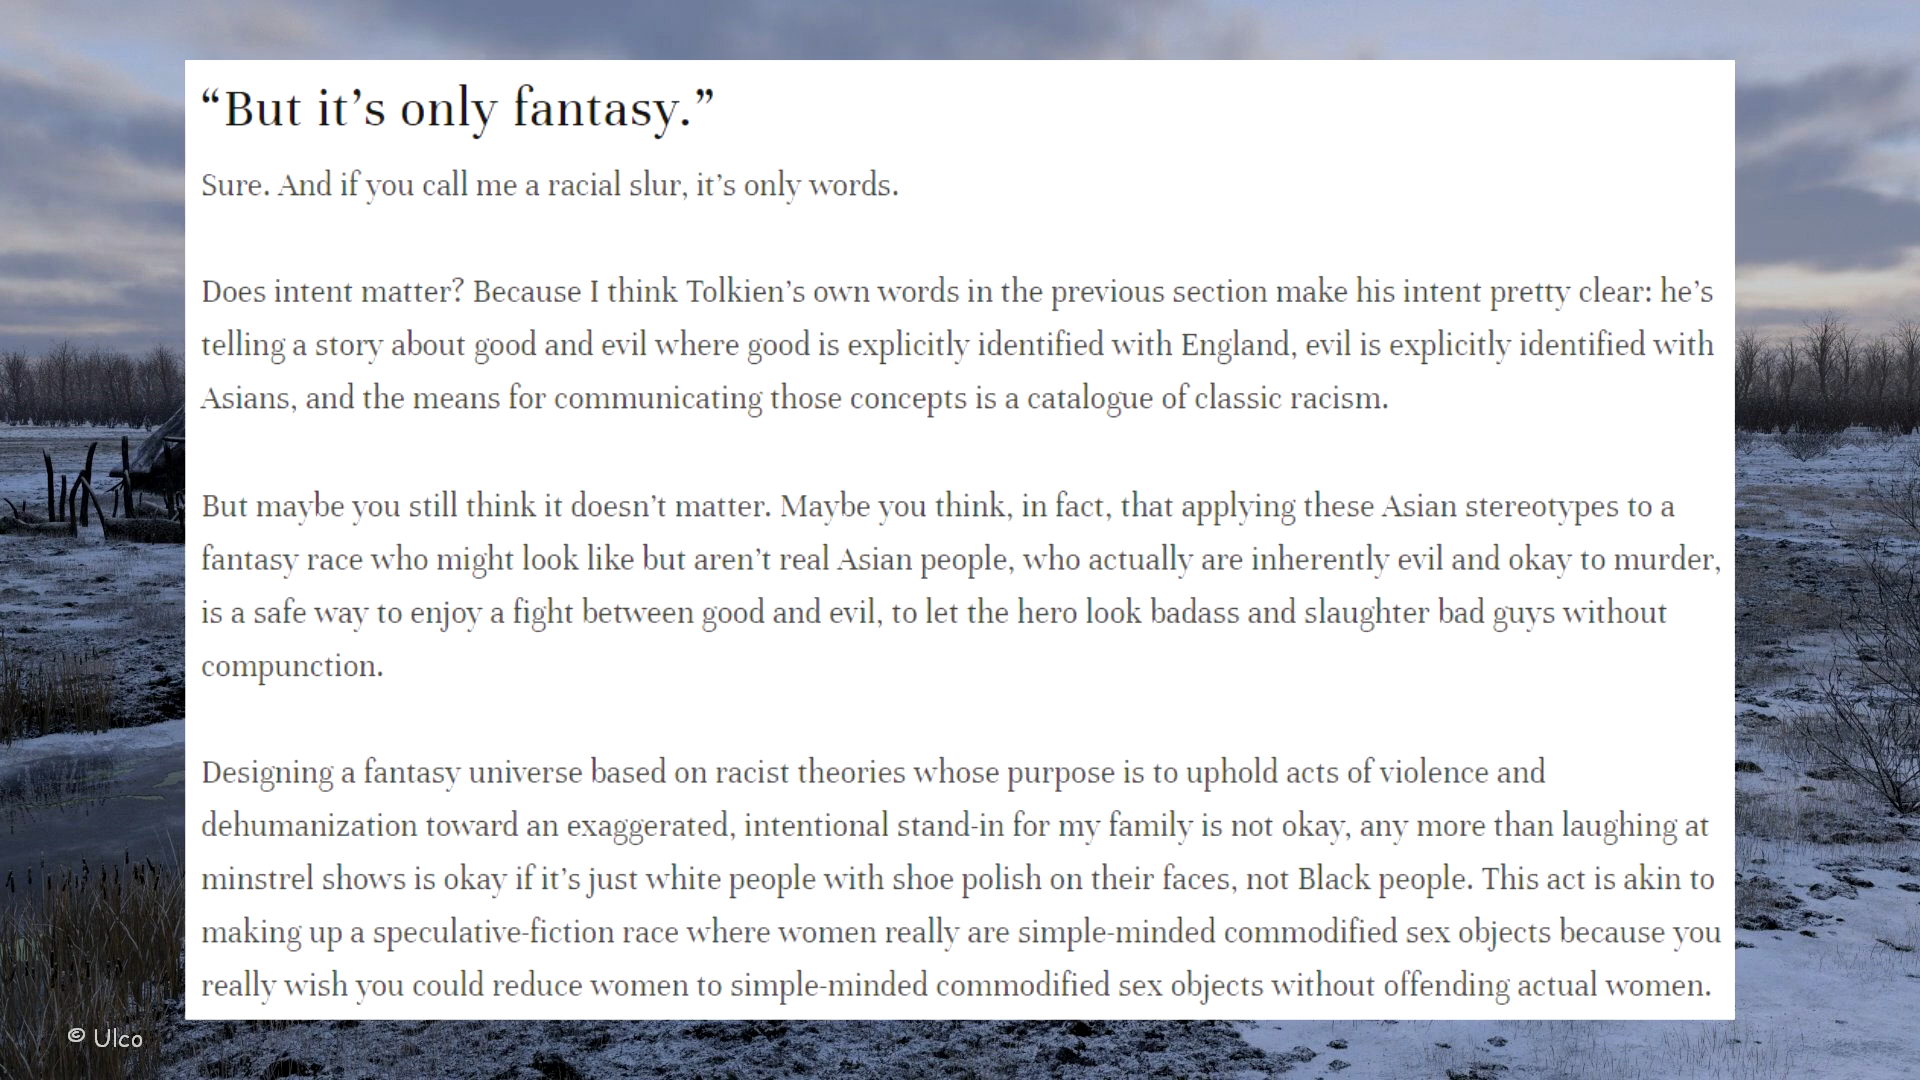 “But it’s only fantasy.”
Sure. And if you call me a racial slur, it’s only words.
Does intent matter? Because I think Tolkien’s own words in the previous section make his intent pretty clear: he’s
telling a story about good and evil where good is explicitly identified with England, evil is explicitly identified with
Asians, and the means for communicating those concepts is a catalogue of classic racism.
But maybe you still think it doesn’t matter. Maybe you think, in fact, that applying these Asian stereotypes to a
fantasy race who might look like but aren’t real Asian people, who actually are inherently evil and okay to murder,
is a safe way to enjoy a fight between good and evil, to let the hero look badass and slaughter bad guys without
compunction.
Designing a fantasy universe based on racist theories whose purpose is to uphold acts of violence and
dehumanization toward an exaggerated, intentional stand-in for my family is not okay, any more than laughing at
minstrel shows is okay if it’s just white people with shoe polish on their faces, not Black people. This act is akin to
making up a speculative-fiction race where women really are simple-minded commodified sex objects because you
really wish you could reduce women to simple-minded commodified sex objects without offending actual women.
© Ulco